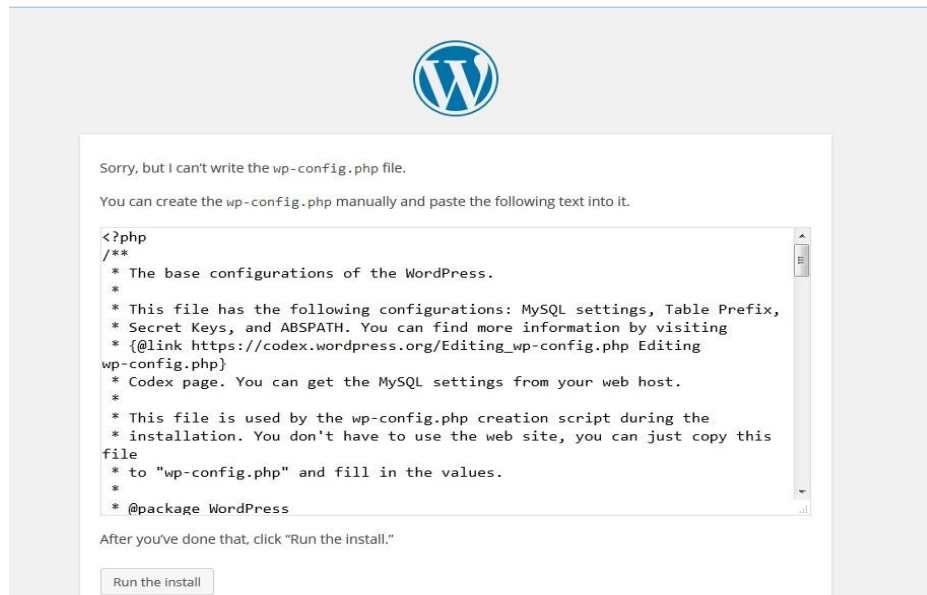 Sorry, but I can't write the wp-config.php file.
You can create the wp-config.php manually and paste the following text into it.
<?php
/**
 * The base configurations of the WordPress.
 *
 * This file has the following configurations: MySQL settings, Table Prefix,
 * Secret Keys, and ABSPATH. You can find more information by visiting
 * {@link https://codex.wordpress.org/Editing_wp-config.php Editing
wp-config.php}
 * Codex page. You can get the MySQL settings from your web host.
 *
 * This file is used by the wp-config.php creation script during the
 * installation. You don't have to use the web site, you can just copy this
file
 * to "wp-config.php" and fill in the values.
 *
 * @package WordPress
After you've done that, click “Run the install.”
Run the install